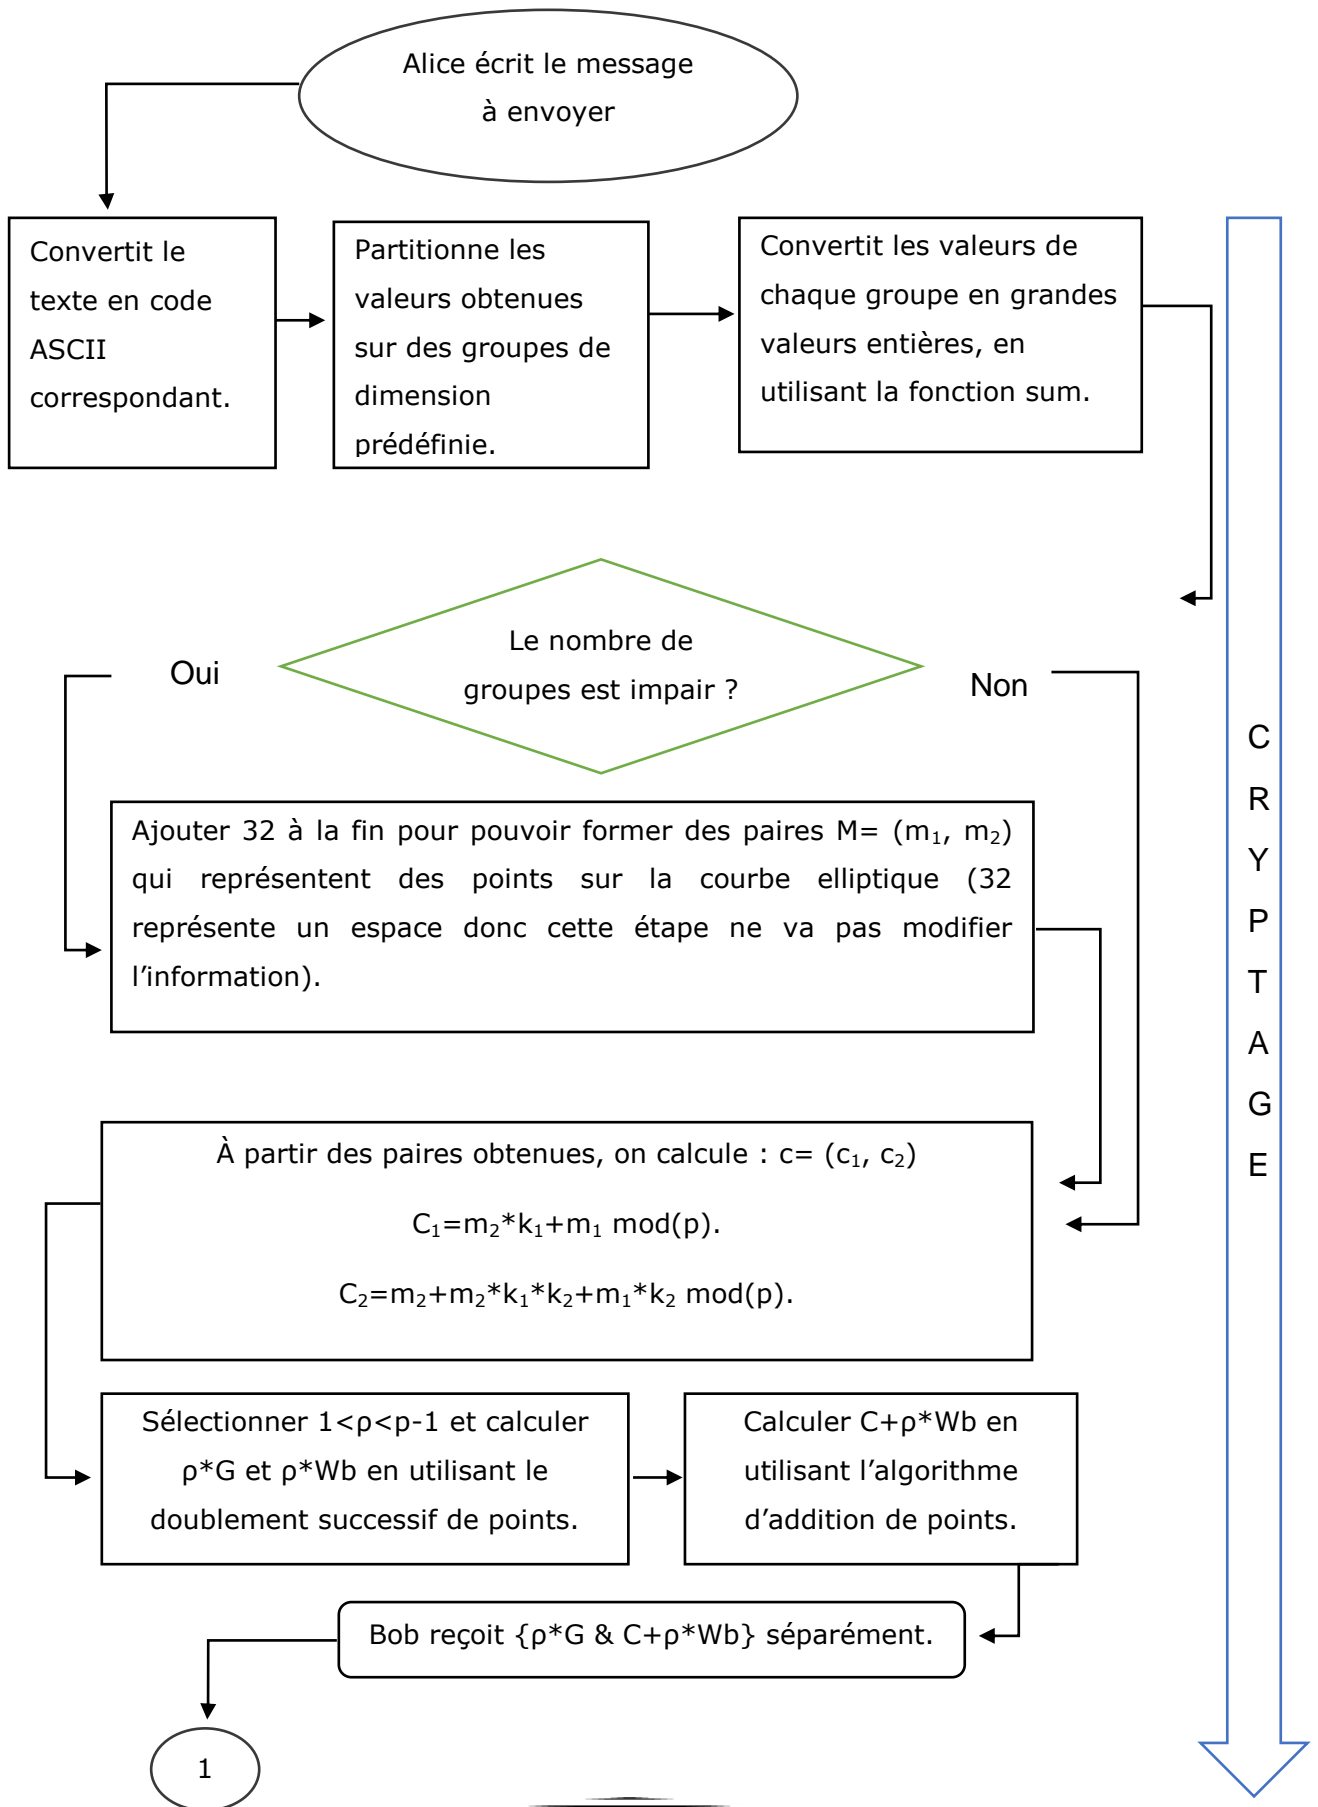 Alice écrit le message
à envoyer
Convertit le
texte en code
ASCII
correspondant.
Partitionne les
valeurs obtenues
sur des groupes de
dimension
prédéfinie.
Convertit les valeurs de
chaque groupe en grandes
valeurs entières, en
utilisant la fonction sum.
Le nombre de
groupes est impair ?
Oui
Non
Ajouter 32 à la fin pour pouvoir former des paires M= (m₁, m₂)
qui représentent des points sur la courbe elliptique (32
représente un espace donc cette étape ne va pas modifier
l’information).
À partir des paires obtenues, on calcule : c= (c₁, c₂)
C₁=m₂*k₁+m₁ mod(p).
C₂=m₂+m₂*k₁*k₂+m₁*k₂ mod(p).
Sélectionner 1<ρ<p-1 et calculer
ρ*G et ρ*Wb en utilisant le
doublement successif de points.
Calculer C+ρ*Wb en
utilisant l’algorithme
d’addition de points.
Bob reçoit {ρ*G & C+ρ*Wb} séparément.
1
C
R
Y
P
T
A
G
E